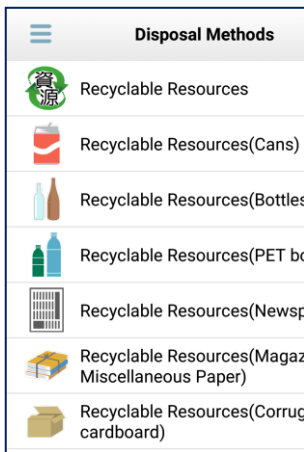 Disposal Methods
資源
Recyclable Resources
Recyclable Resources(Cans)
Recyclable Resources(Bottles
Recyclable Resources(PET bo
Recyclable Resources(Newsp
Recyclable Resources(Magaz
Miscellaneous Paper)
Recyclable Resources(Corrug
cardboard)